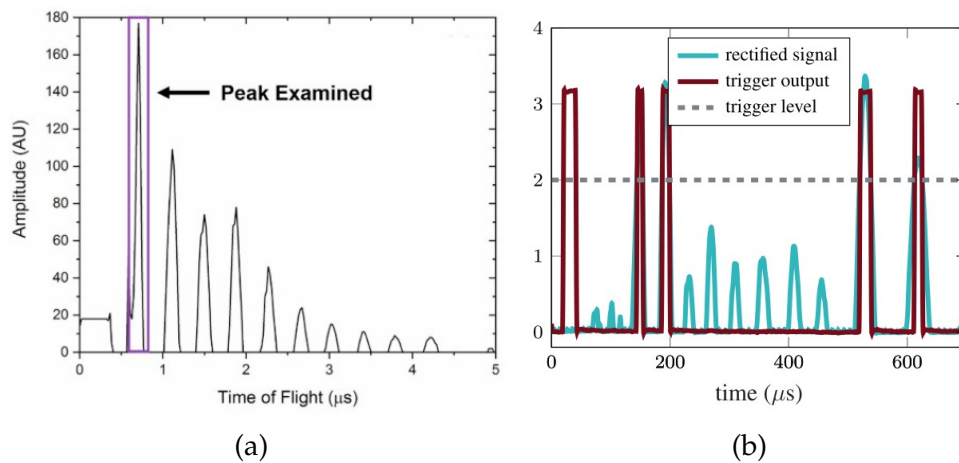 180
160
140
120
100
80
60
40
20
0
Amplitude (AU)
Peak Examined
0
1
2
3
4
5
Time of Flight (μs)
(a)
4
3
2
1
0
rectified signal
trigger output
trigger level
0
200
400
600
time (μs)
(b)